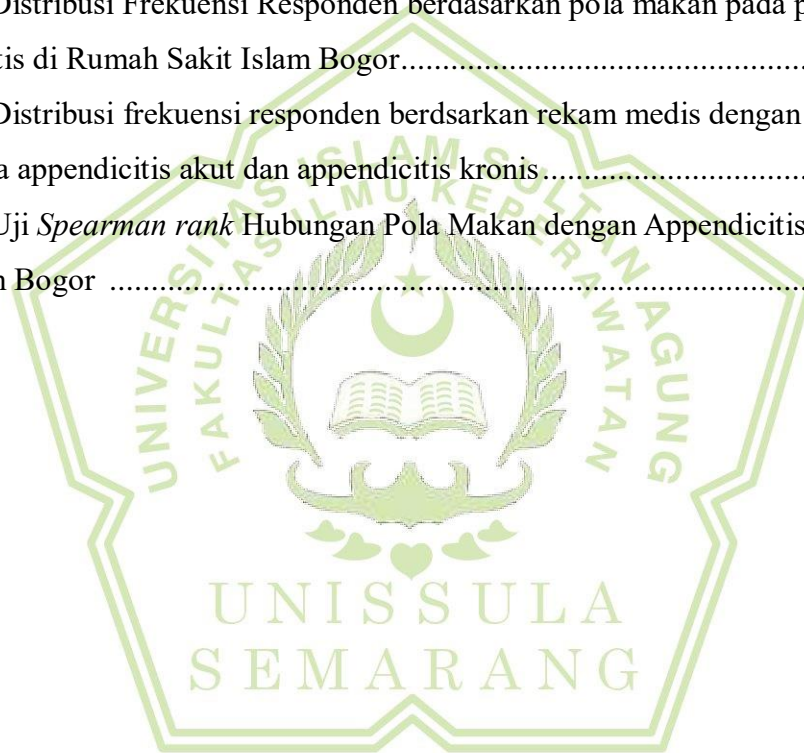 Distribusi Frekuensi Responden berdasarkan pola makan pada p
tis di Rumah Sakit Islam Bogor......................................................
Distribusi frekuensi responden berdsarkan rekam medis dengan
a appendicitis akut dan appendicitis kronis....................................
Uji Spearman rank Hubungan Pola Makan dengan Appendicitis
n Bogor ..........................................................................................
UNIVERSITAS ISLAM SULTAN AGUNG
FAKULTAS ILMU KEPERAWATAN
UNISSULA
SEMARANG